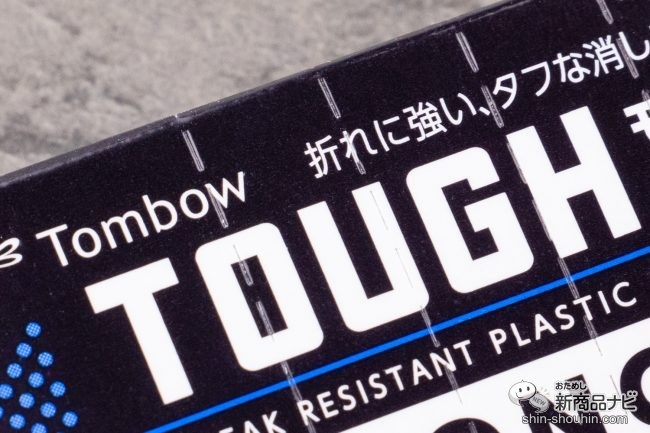 折れに強い、タフな消し
Tombow
TOUGH
RESISTANT PLASTIC
おためし
新商品ナビ
shin-shouhin.com